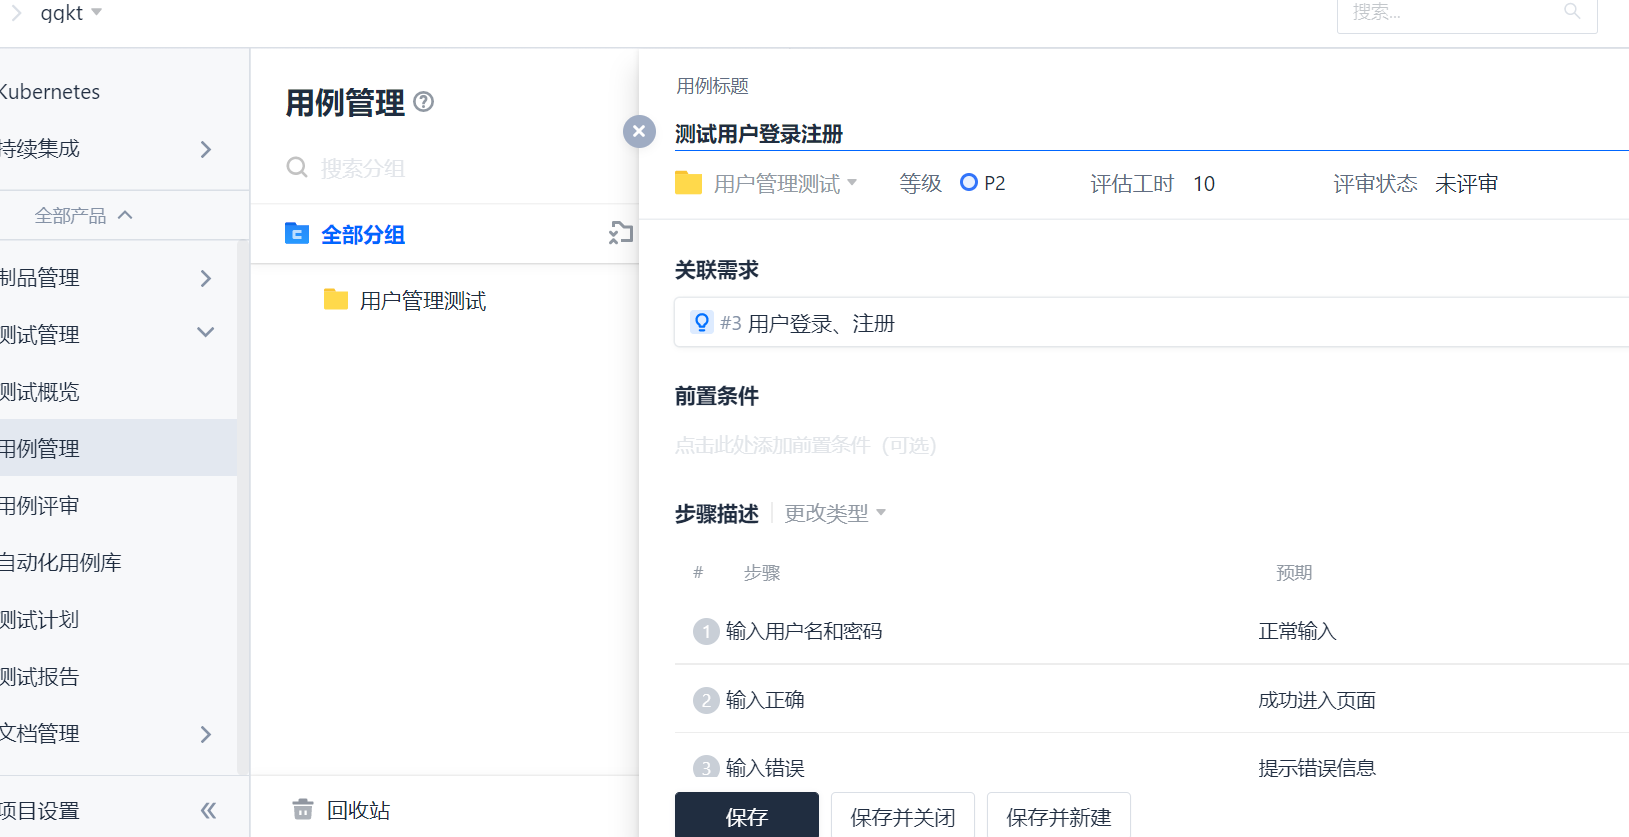 ggkt
搜索...
Kubernetes
持续集成
全部产品
制品管理
测试管理
测试概览
用例管理
用例评审
自动化用例库
测试计划
测试报告
文档管理
项目设置
用例管理
搜索分组
全部分组
用户管理测试
回收站
用例标题
测试用户登录注册
用户管理测试 等级 P2 评估工时 10 评审状态 未评审
关联需求
#3 用户登录、注册
前置条件
点击此处添加前置条件 (可选)
步骤描述 更改类型
# 步骤 预期
1 输入用户名和密码 正常输入
2 输入正确 成功进入页面
3 输入错误 提示错误信息
保存 保存并关闭 保存并新建